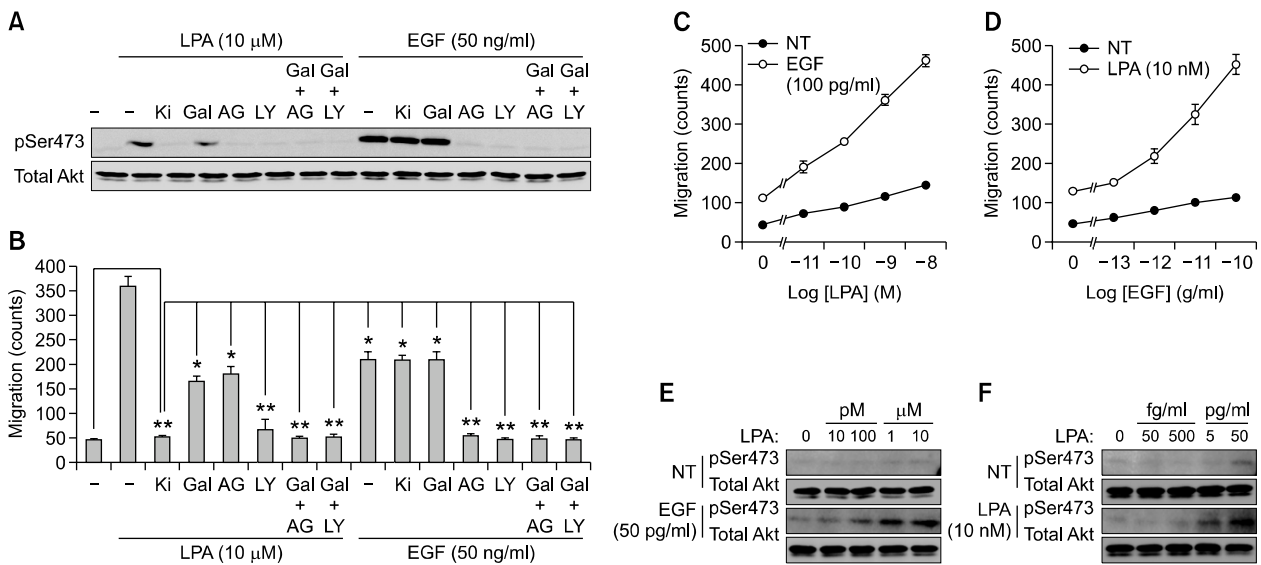 A
LPA (10 μM)
EGF (50 ng/ml)
– – Ki Gal AG LY Gal + AG Gal + LY – Ki Gal AG LY Gal + AG Gal + LY
pSer473
Total Akt
B
Migration (counts)
400
350
300
250
200
150
100
50
0
** * * ** ** ** * * * ** ** ** **
– – Ki Gal AG LY Gal + AG Gal + LY – Ki Gal AG LY Gal + AG Gal + LY
LPA (10 μM)
EGF (50 ng/ml)
C
NT
EGF
(100 pg/ml)
Migration (counts)
500
400
300
200
100
0
0 −11 −10 −9 −8
Log [LPA] (M)
D
NT
LPA (10 nM)
Migration (counts)
500
400
300
200
100
0
0 −13 −12 −11 −10
Log [EGF] (g/ml)
E
pM μM
LPA: 0 10 100 1 10
NT
pSer473
Total Akt
EGF
(50 pg/ml)
pSer473
Total Akt
F
fg/ml pg/ml
LPA: 0 50 500 5 50
NT
pSer473
Total Akt
LPA
(10 nM)
pSer473
Total Akt